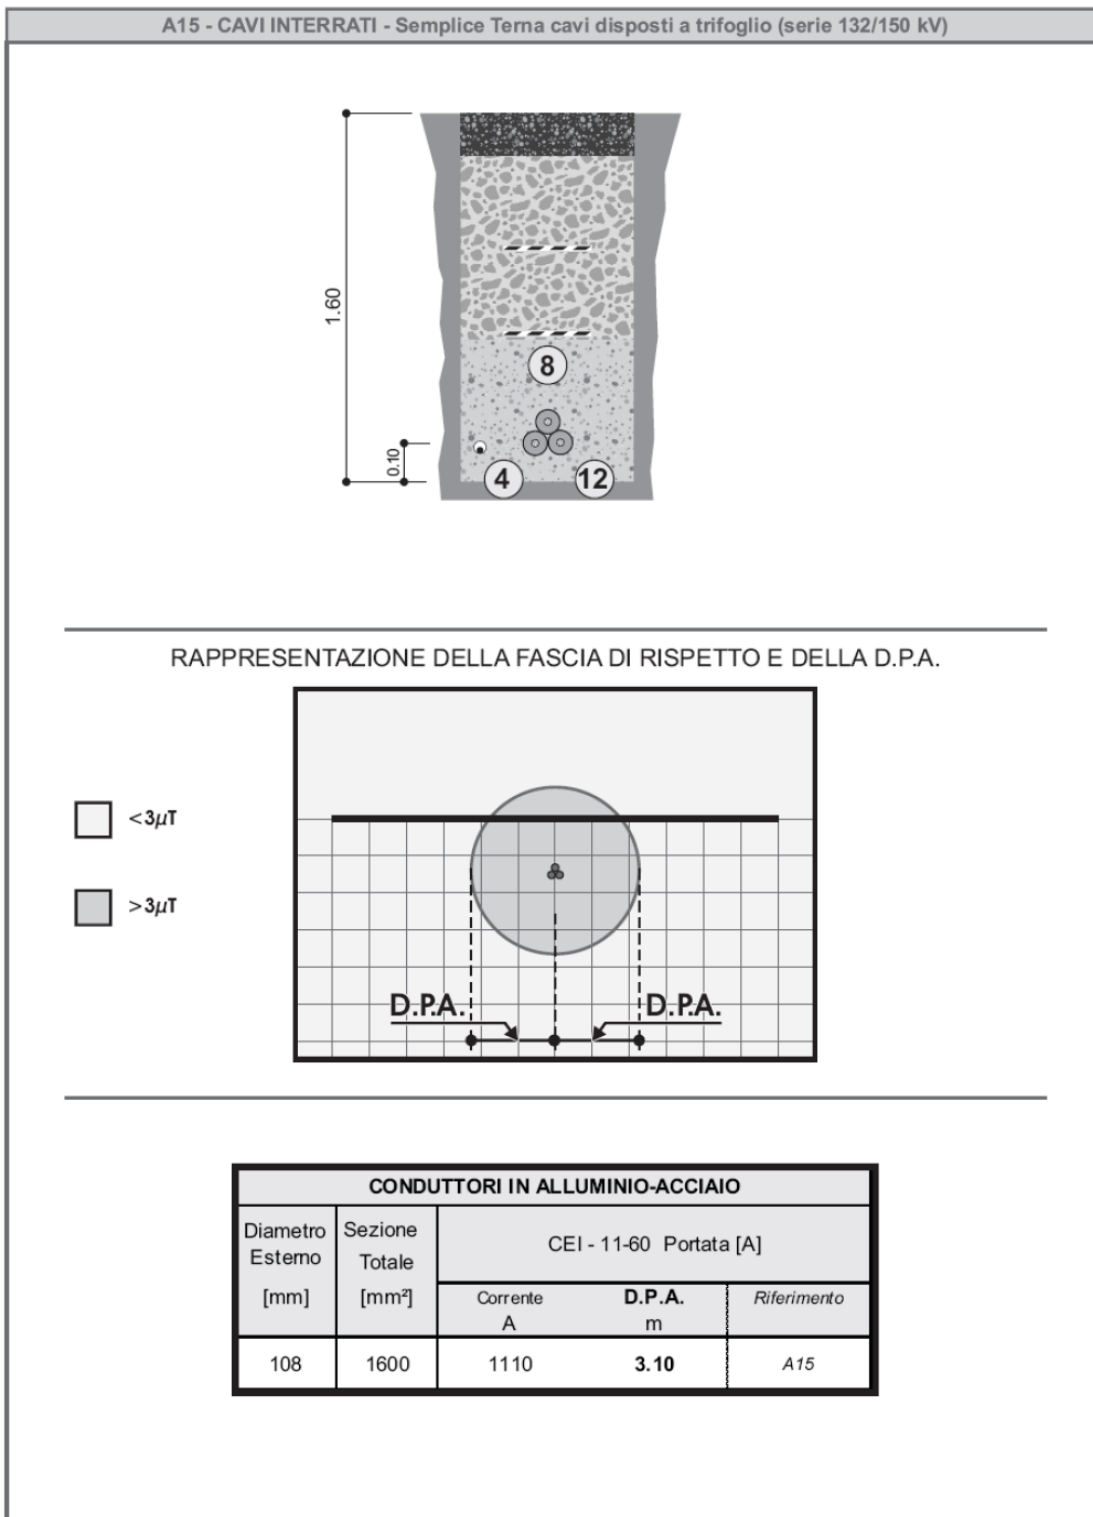 A15 - CAVI INTERRATI - Semplice Terna cavi disposti a trifoglio (serie 132/150 kV)
1.60
0.10
8
4
12
RAPPRESENTAZIONE DELLA FASCIA DI RISPETTO E DELLA D.P.A.
<3μT
>3μT
D.P.A.
D.P.A.
CONDUTTORI IN ALLUMINIO-ACCIAIO
Diametro Esterno [mm]
Sezione Totale [mm²]
CEI - 11-60 Portata [A]
Corrente A
D.P.A. m
Riferimento
108 1600 1110 3.10 A15